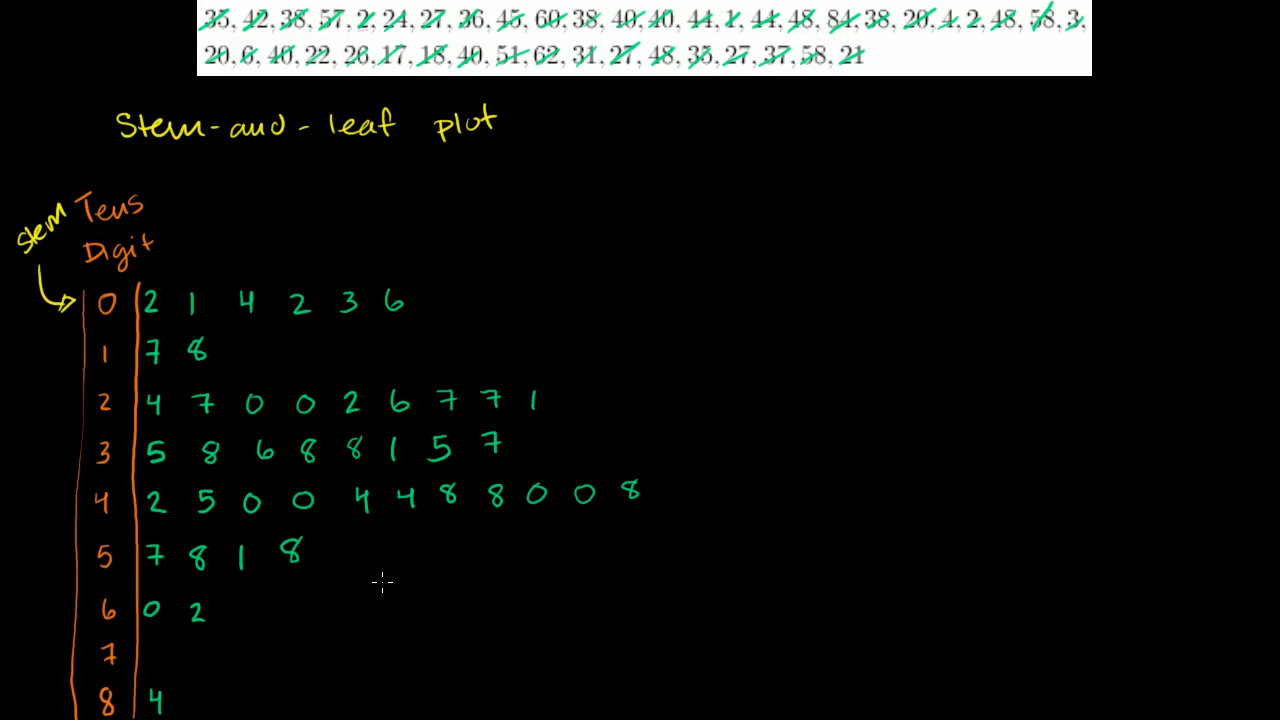 35, 42, 38, 57, 2, 24, 27, 36, 45, 60, 38, 40, 40, 44, 1, 44, 48, 84, 38, 20, 4, 2, 48, 58, 3,
20, 6, 40, 22, 26, 17, 18, 40, 51, 62, 31, 27, 48, 35, 27, 37, 58, 21
Stem-and-leaf plot
stem
Tens
Digit
0 2 1 4 2 3 6
1 7 8
2 4 7 0 0 2 6 7 7 1
3 5 8 6 8 8 1 5 7
4 2 5 0 0 4 4 8 8 0 0 8
5 7 8 1 8
6 0 2
7
8 4